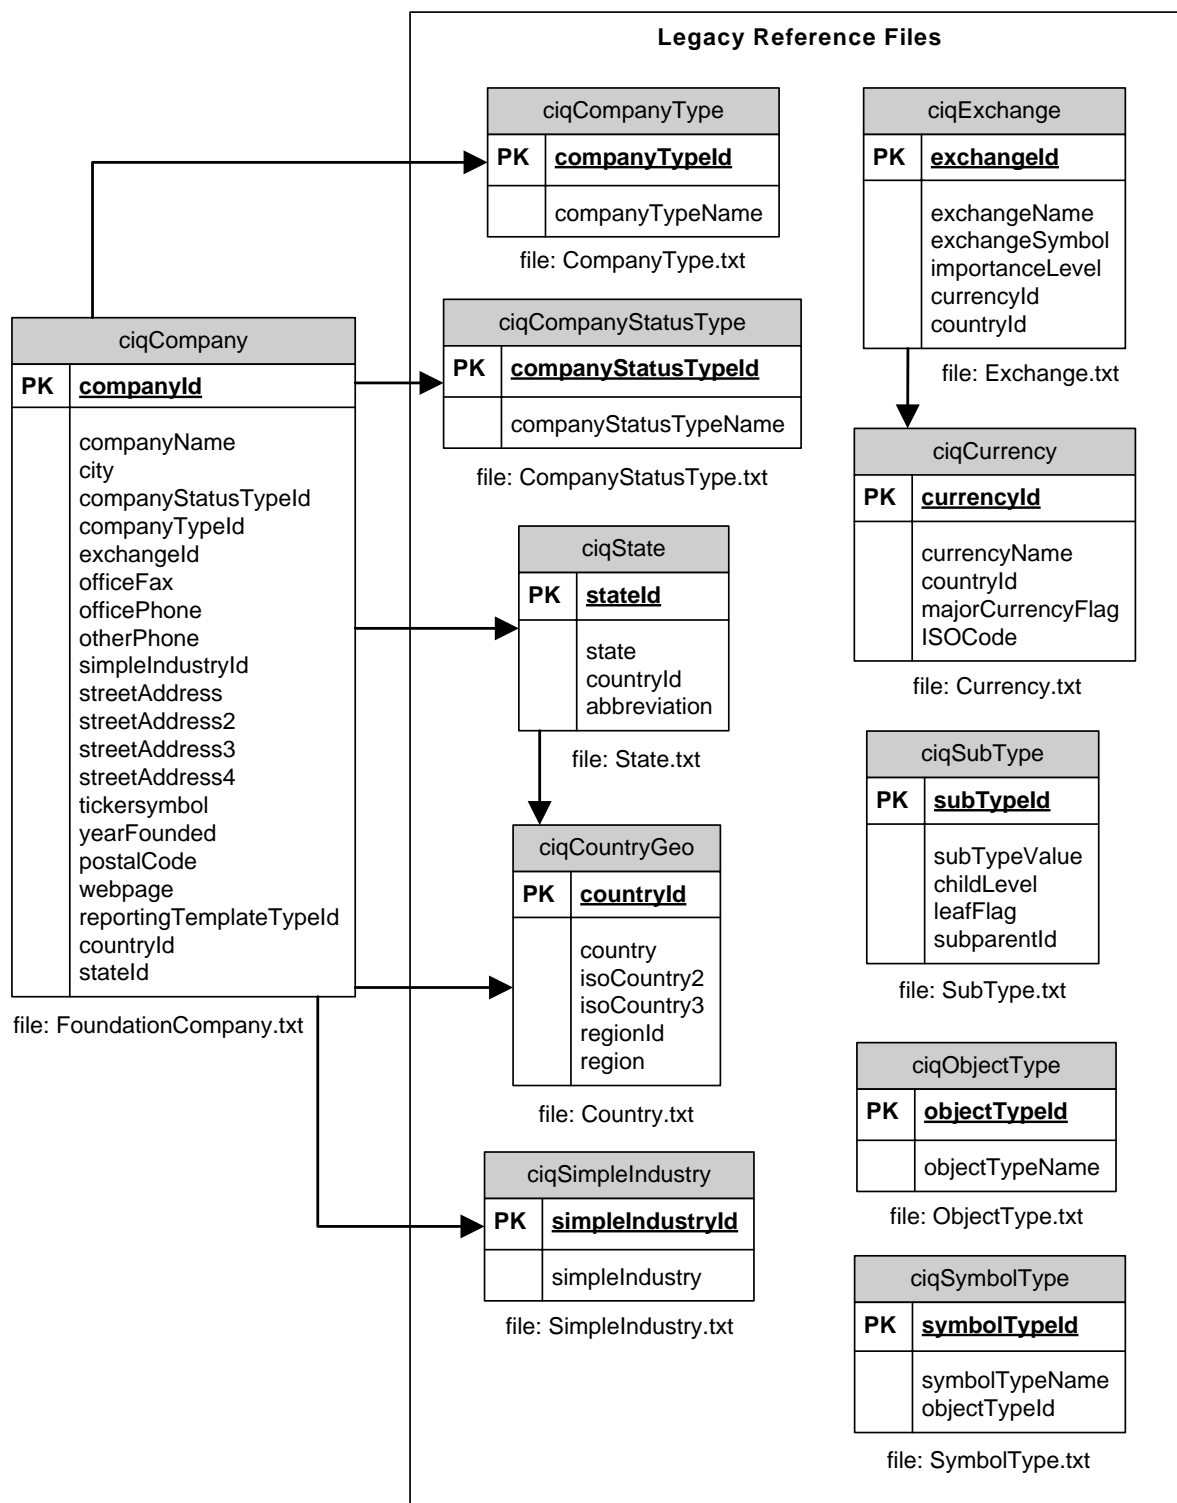 Legacy Reference Files
ciqCompanyType
PK companyTypeId
companyTypeName
file: CompanyType.txt
ciqExchange
PK exchangeId
exchangeName
exchangeSymbol
importanceLevel
currencyId
countryId
file: Exchange.txt
ciqCompany
PK companyId
companyName
city
companyStatusTypeId
companyTypeId
exchangeId
officeFax
officePhone
otherPhone
simpleIndustryId
streetAddress
streetAddress2
streetAddress3
streetAddress4
tickersymbol
yearFounded
postalCode
webpage
reportingTemplateTypeId
countryId
stateId
file: FoundationCompany.txt
ciqCompanyStatusType
PK companyStatusTypeId
companyStatusTypeName
file: CompanyStatusType.txt
ciqCurrency
PK currencyId
currencyName
countryId
majorCurrencyFlag
ISOCode
file: Currency.txt
ciqState
PK stateId
state
countryId
abbreviation
file: State.txt
ciqSubType
PK subTypeId
subTypeValue
childLevel
leafFlag
subparentId
file: SubType.txt
ciqCountryGeo
PK countryId
country
isoCountry2
isoCountry3
regionId
region
file: Country.txt
ciqObjectType
PK objectTypeId
objectTypeName
file: ObjectType.txt
ciqSimpleIndustry
PK simpleIndustryId
simpleIndustry
file: SimpleIndustry.txt
ciqSymbolType
PK symbolTypeId
symbolTypeName
objectTypeId
file: SymbolType.txt